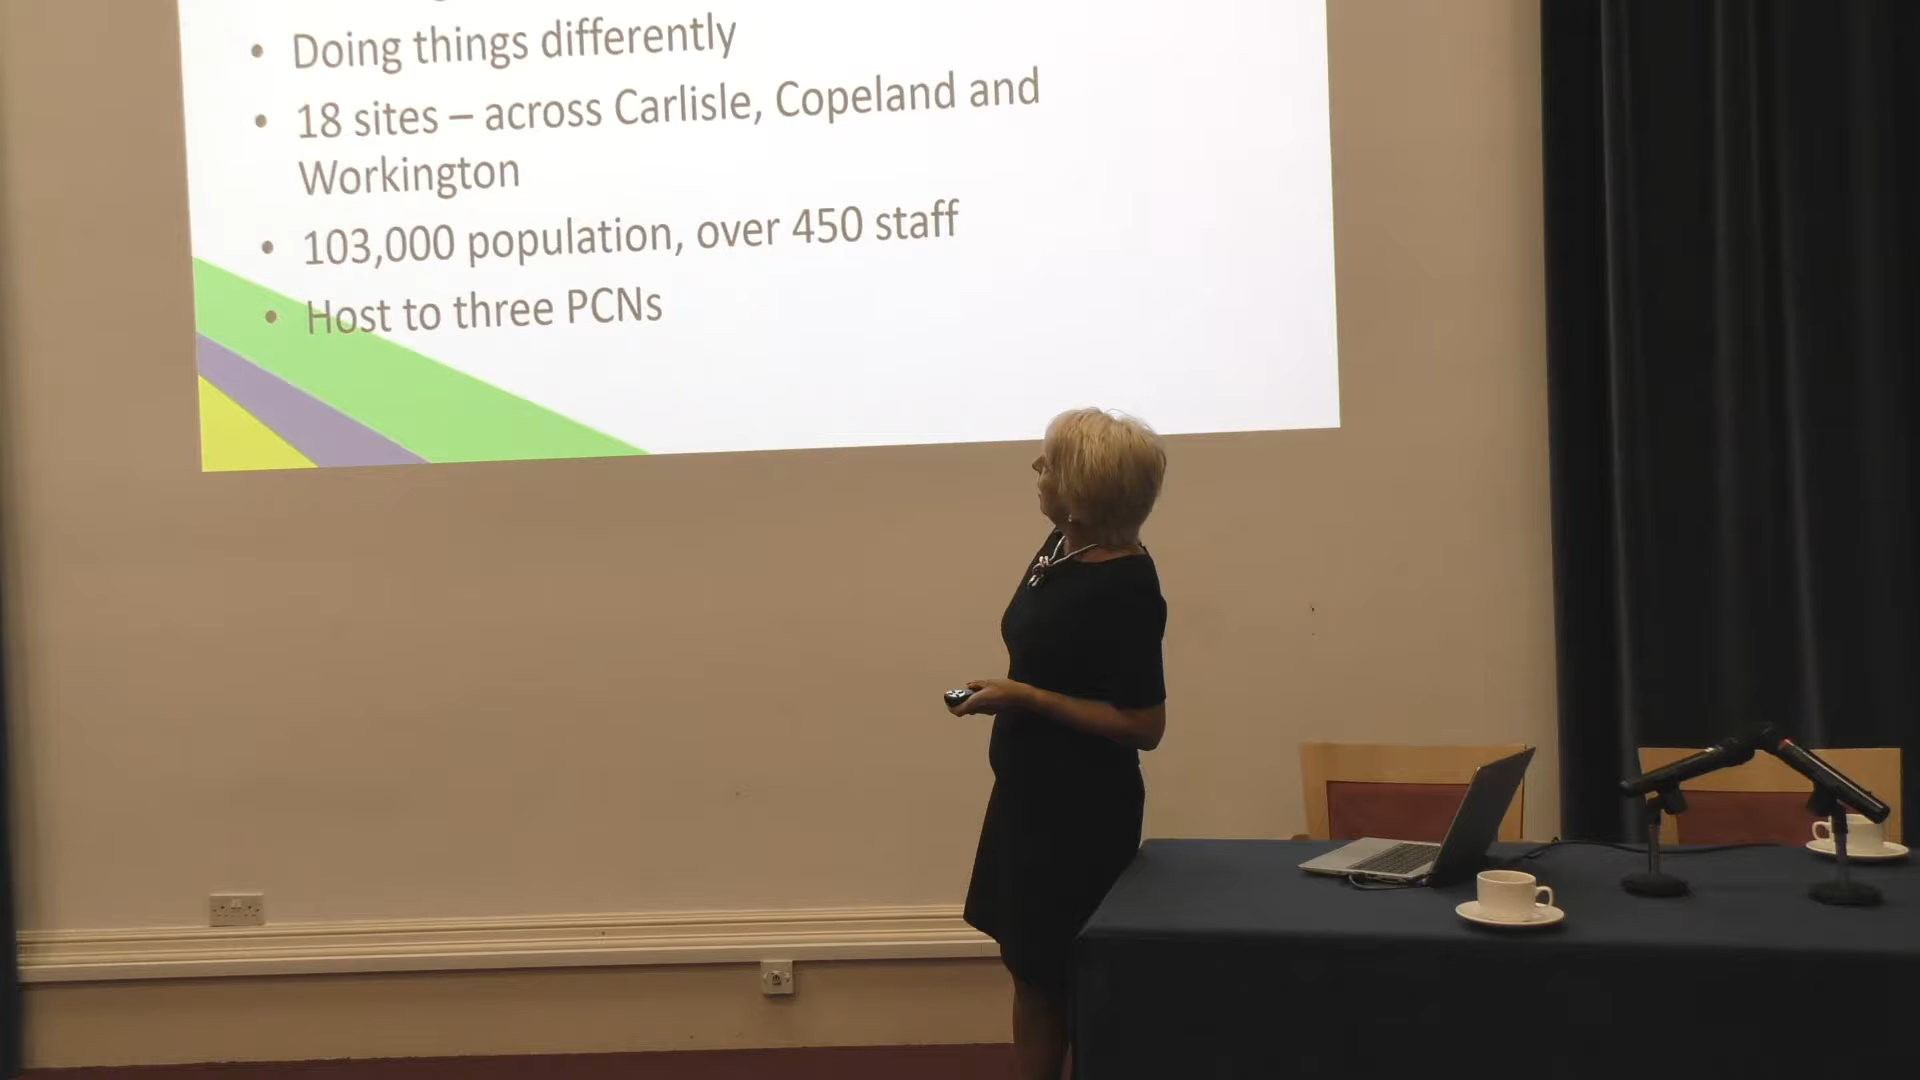 • Doing things differently
• 18 sites – across Carlisle, Copeland and
Workington
• 103,000 population, over 450 staff
• Host to three PCNs